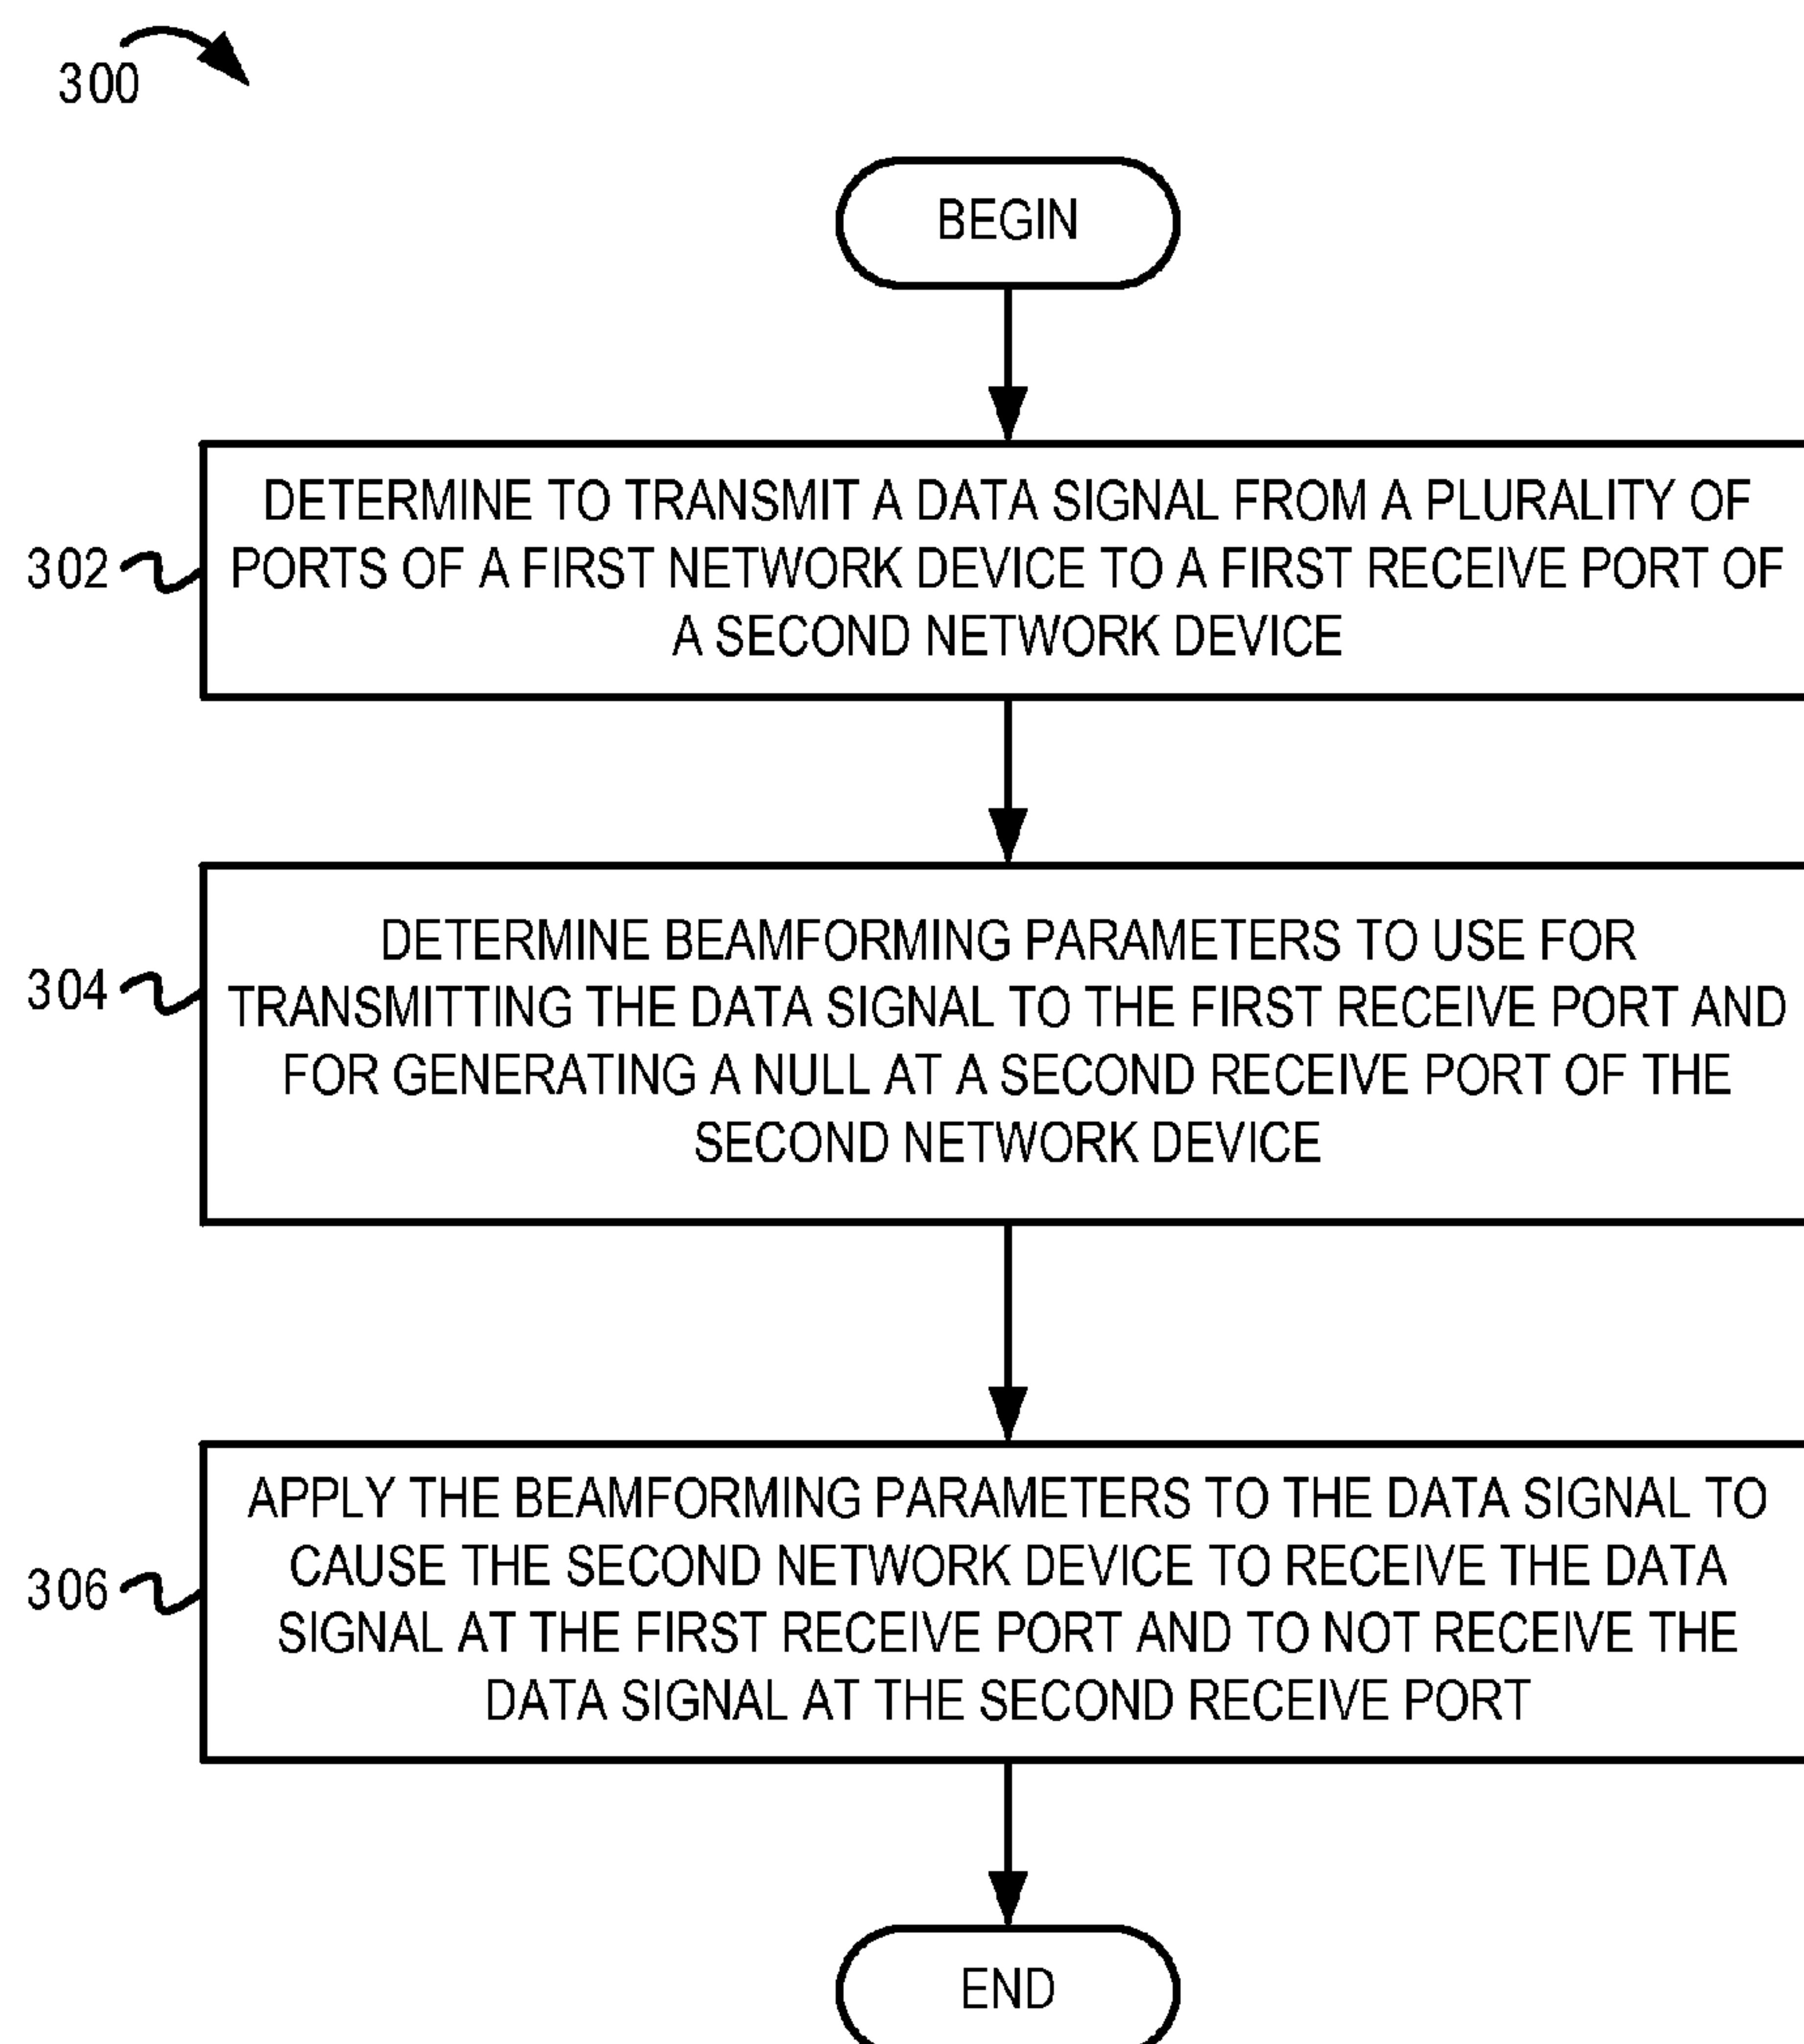 300
BEGIN
302
DETERMINE TO TRANSMIT A DATA SIGNAL FROM A PLURALITY OF
PORTS OF A FIRST NETWORK DEVICE TO A FIRST RECEIVE PORT OF
A SECOND NETWORK DEVICE
304
DETERMINE BEAMFORMING PARAMETERS TO USE FOR
TRANSMITTING THE DATA SIGNAL TO THE FIRST RECEIVE PORT AND
FOR GENERATING A NULL AT A SECOND RECEIVE PORT OF THE
SECOND NETWORK DEVICE
306
APPLY THE BEAMFORMING PARAMETERS TO THE DATA SIGNAL TO
CAUSE THE SECOND NETWORK DEVICE TO RECEIVE THE DATA
SIGNAL AT THE FIRST RECEIVE PORT AND TO NOT RECEIVE THE
DATA SIGNAL AT THE SECOND RECEIVE PORT
END